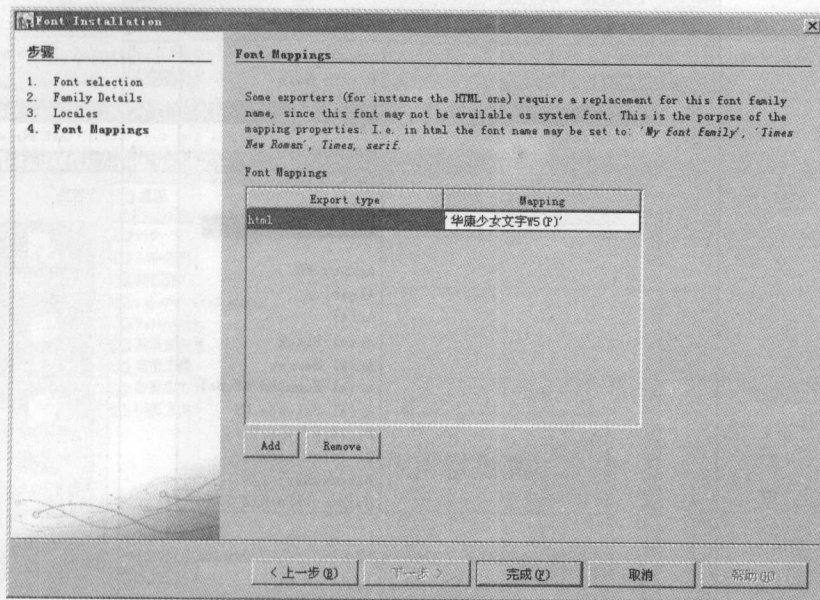 Font Installation
步骤
1. Font selection
2. Family Details
3. Locales
4. Font Mappings
Font Mappings
Some exporters (for instance the HTML one) require a replacement for this font family
name, since this font may not be available os system font. This is the porpose of the
mapping properties. I.e. in html the font name may be set to: 'My font family', 'Times
New Roman', Times, serif.
Font Mappings
Export type Mapping
html '华康少女文字W5(P)'
Add Remove
<上一步(B) 下一步 > 完成(F) 取消 帮助(H)